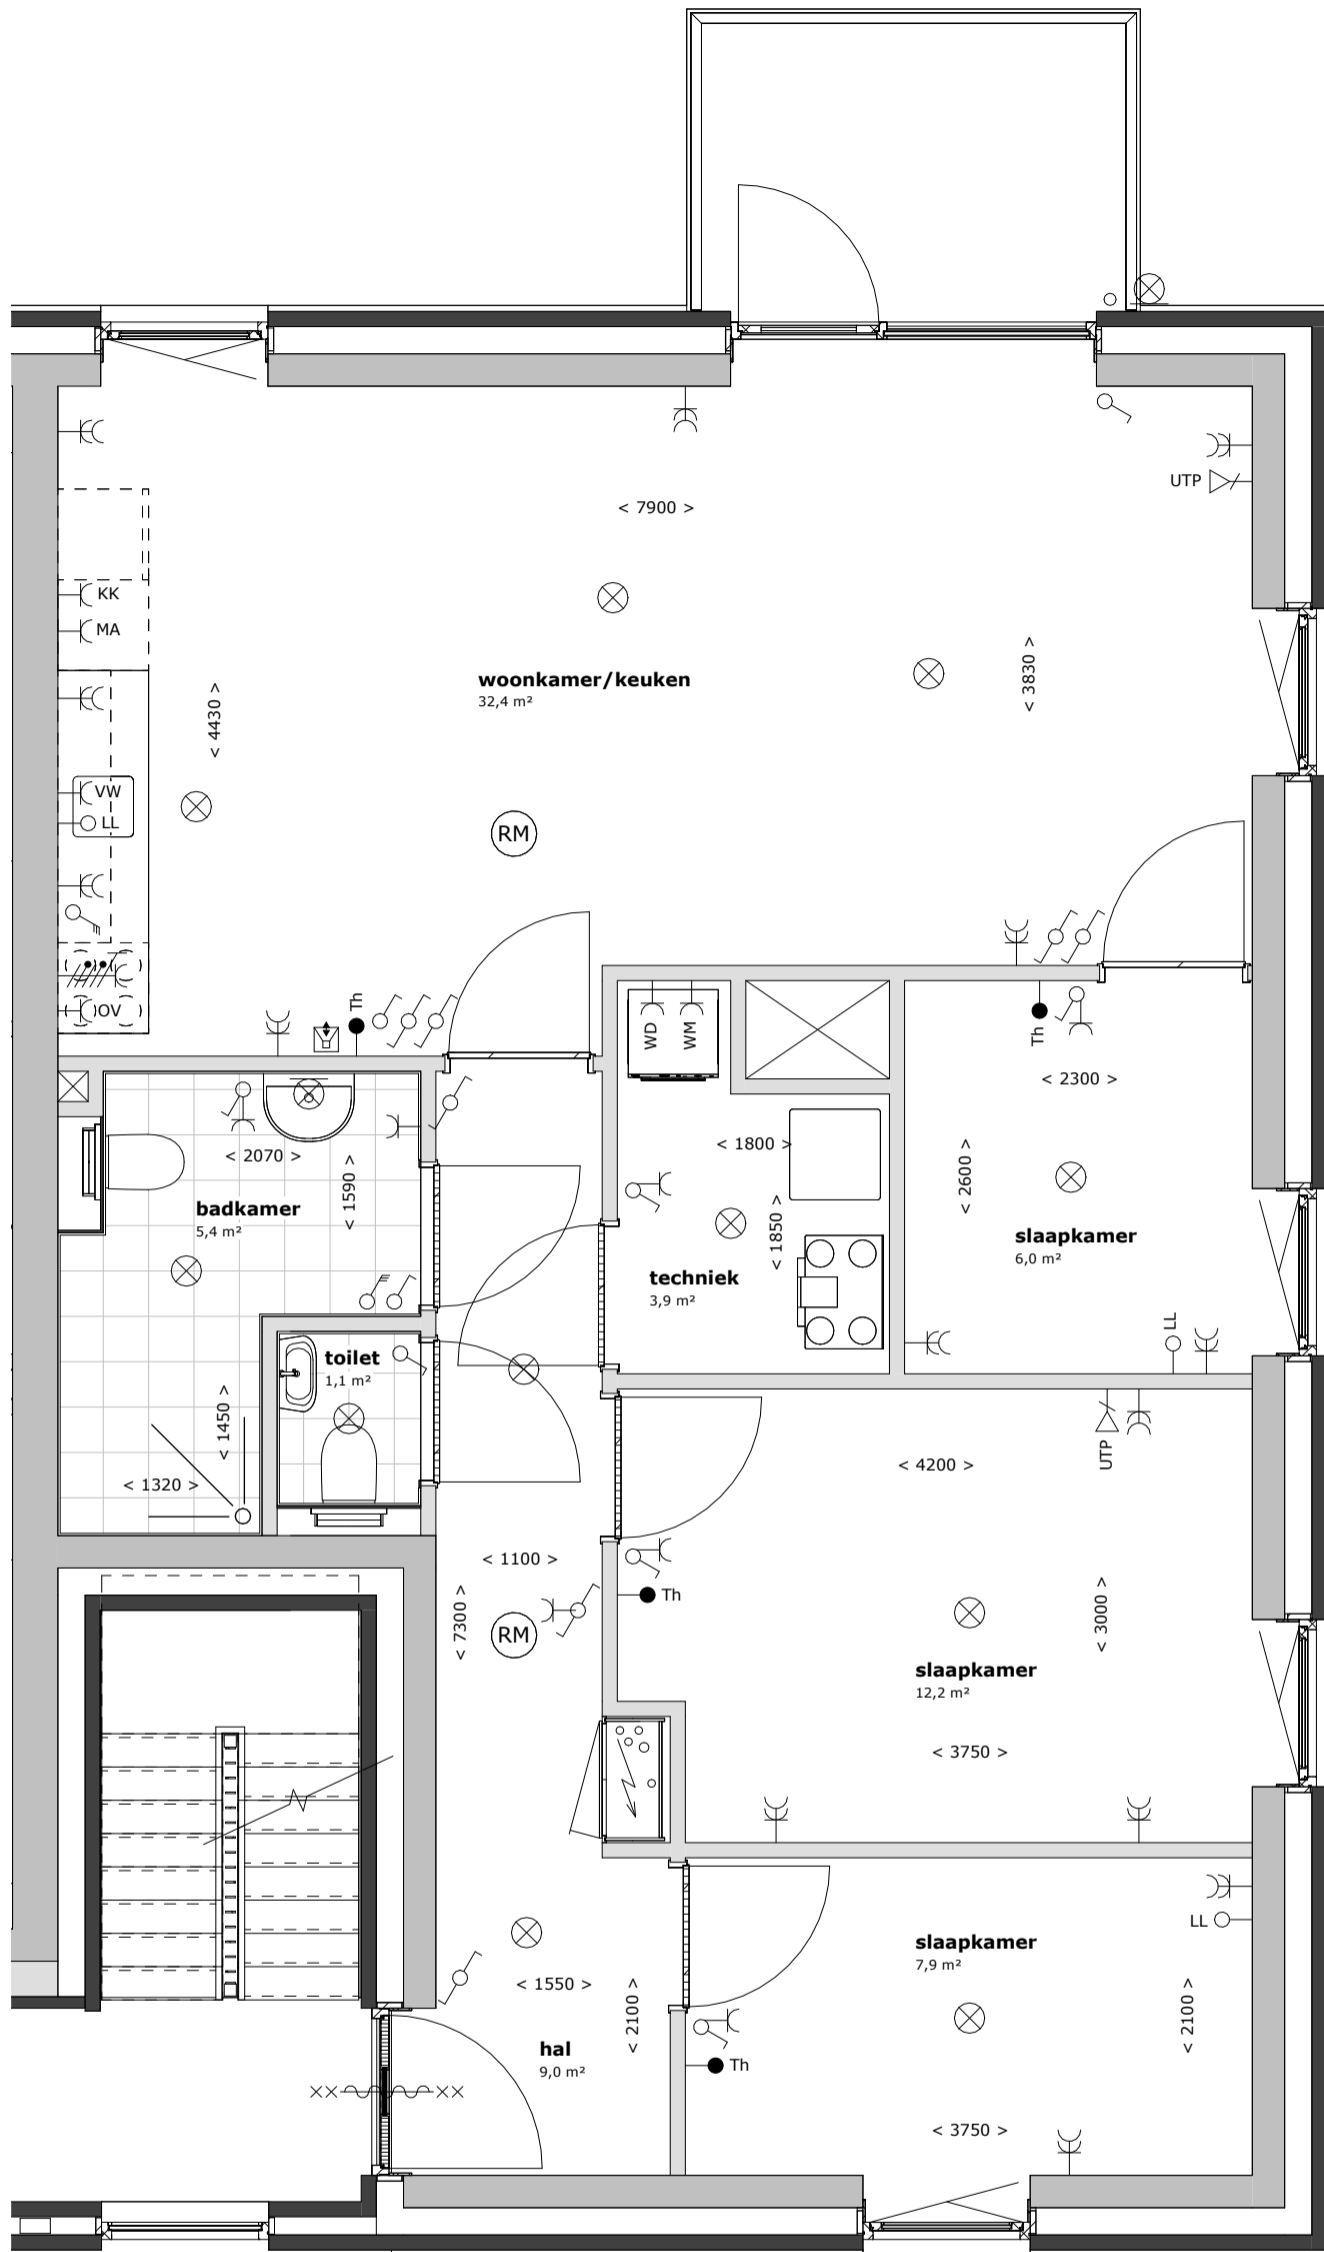 UTP
< 7900 >
KK
MA
< 3830 >
woonkamer/keuken
32,4 m²
< 4430 >
VW
LL
RM
OV
Th
WD
WM
Th
< 2300 >
< 2070 >
< 1590 >
< 1800 >
< 2600 >
badkamer
5,4 m²
< 1850 >
slaapkamer
6,0 m²
techniek
3,9 m²
LL
toilet
1,1 m²
< 1450 >
UTP
< 4200 >
< 1320 >
< 1100 >
Th
< 7300 >
RM
< 3000 >
slaapkamer
12,2 m²
< 3750 >
LL
slaapkamer
7,9 m²
< 1550 >
< 2100 >
< 2100 >
hal
9,0 m²
Th
xx xx
< 3750 >